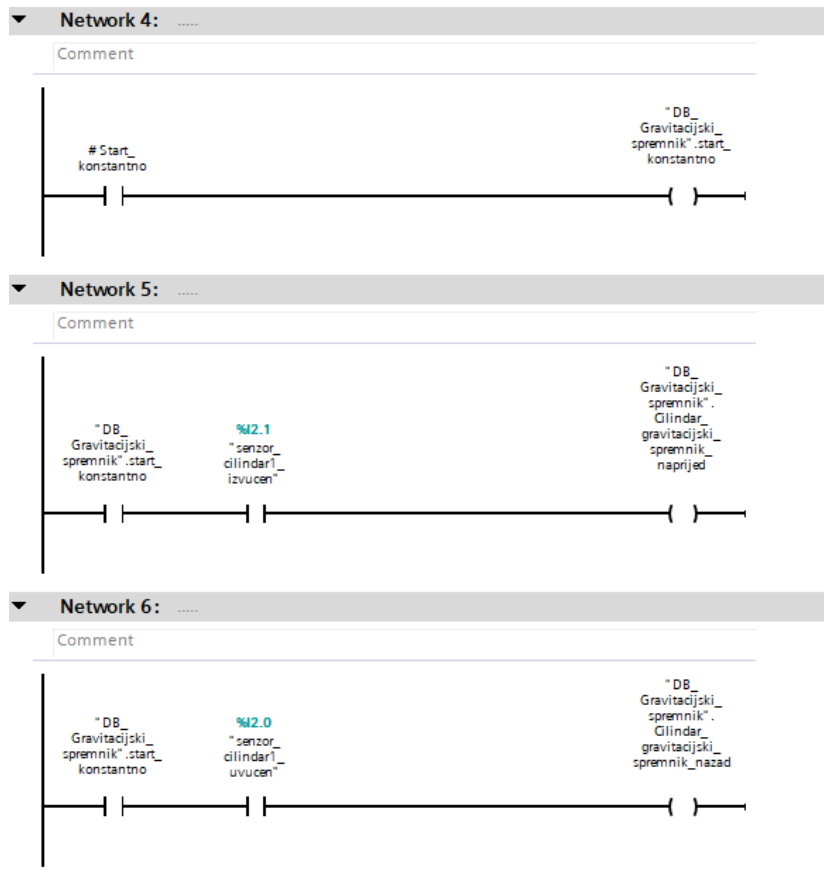 Network 4: .....
Comment
"DB_
Gravitacijski_
spremnik".start_
konstantno
#Start_
konstantno
Network 5: .....
Comment
"DB_
Gravitacijski_
spremnik".
Cilindar_
gravitacijski_
spremnik_
naprijed
"DB_
Gravitacijski_
spremnik".start_
konstantno
%I2.1
"senzor_
cilindar1_
izvucen"
Network 6: .....
Comment
"DB_
Gravitacijski_
spremnik".
Cilindar_
gravitacijski_
spremnik_nazad
"DB_
Gravitacijski_
spremnik".start_
konstantno
%I2.0
"senzor_
cilindar1_
uvucen"